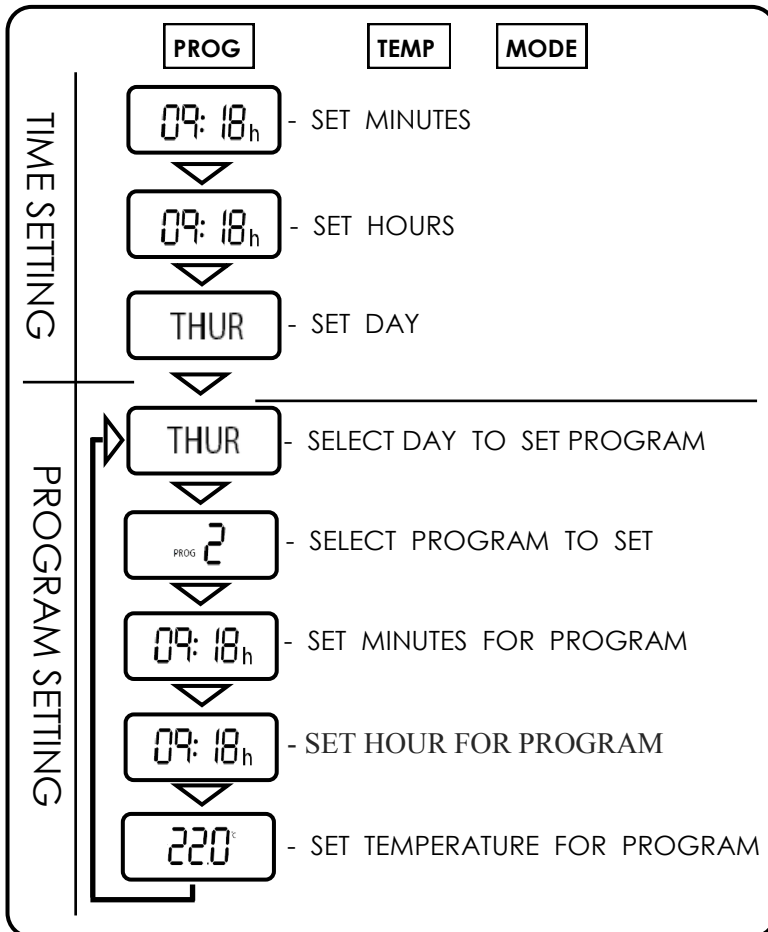 PROG TEMP MODE
TIME SETTING
09:18h - SET MINUTES
09:18h - SET HOURS
THUR - SET DAY
PROGRAM SETTING
THUR - SELECT DAY TO SET PROGRAM
PROG 2 - SELECT PROGRAM TO SET
09:18h - SET MINUTES FOR PROGRAM
09:18h - SET HOUR FOR PROGRAM
22.0°C - SET TEMPERATURE FOR PROGRAM